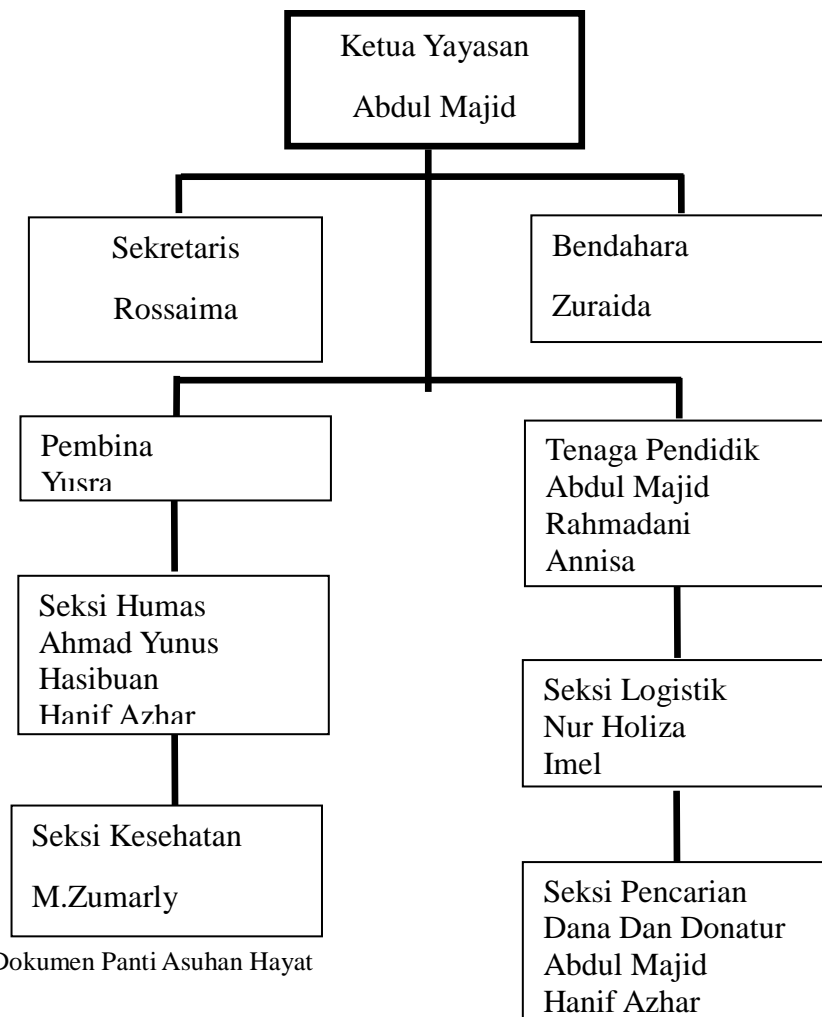 Ketua Yayasan
Abdul Majid
Sekretaris
Rossaima
Bendahara
Zuraida
Pembina
Yusra
Tenaga Pendidik
Abdul Majid
Rahmadani
Annisa
Seksi Humas
Ahmad Yunus
Hasibuan
Hanif Azhar
Seksi Logistik
Nur Holiza
Imel
Seksi Kesehatan
M.Zumarly
Seksi Pencarian
Dana Dan Donatur
Abdul Majid
Hanif Azhar
Dokumen Panti Asuhan Hayat